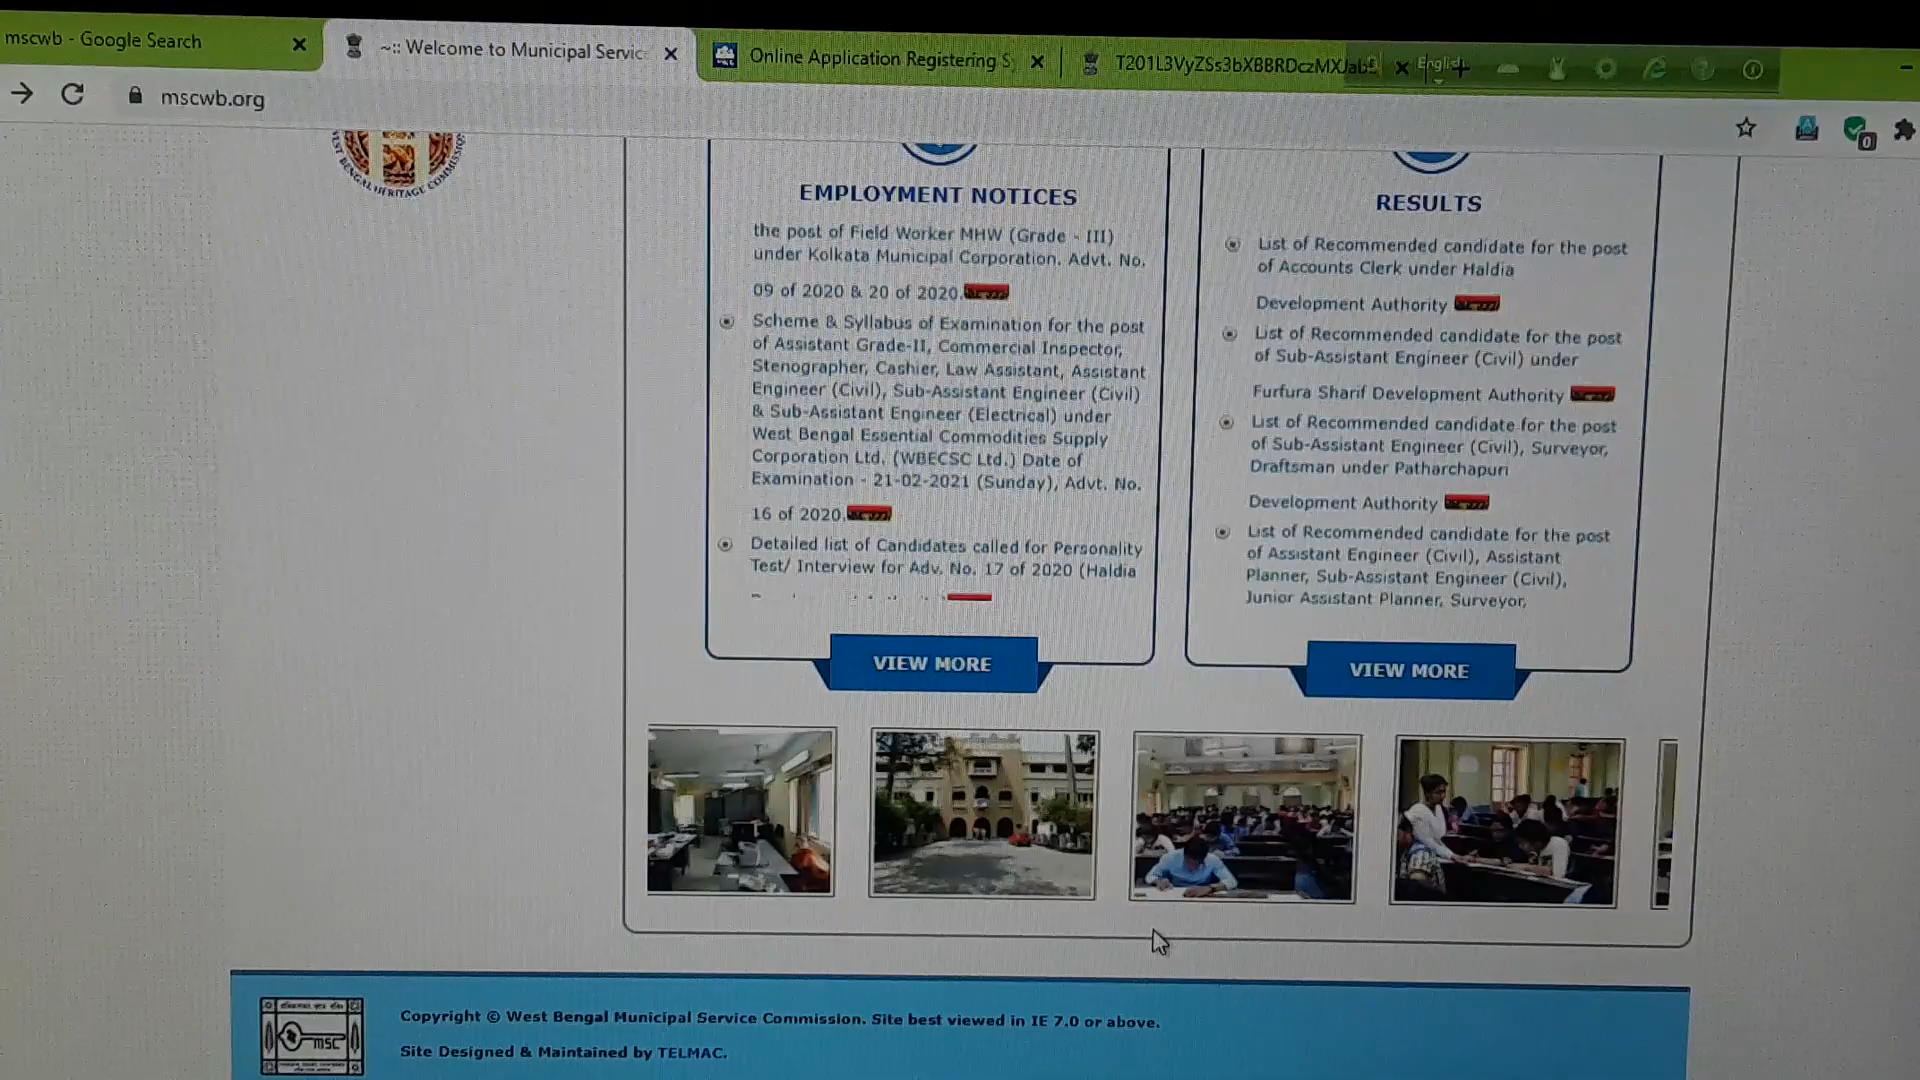 mscwb - Google Search
~:: Welcome to Municipal Servic
Online Application Registering S
T201L3VyZSs3bXBBRDczMXJab
English
mscwb.org
0
WEST BENGAL HERITAGE COMMISSION
EMPLOYMENT NOTICES
the post of Field Worker MHW (Grade - III)
under Kolkata Municipal Corporation. Advt. No.
09 of 2020 & 20 of 2020.
Scheme & Syllabus of Examination for the post
of Assistant Grade-II, Commercial Inspector,
Stenographer, Cashier, Law Assistant, Assistant
Engineer (Civil), Sub-Assistant Engineer (Civil)
& Sub-Assistant Engineer (Electrical) under
West Bengal Essential Commodities Supply
Corporation Ltd. (WBECSC Ltd.) Date of
Examination - 21-02-2021 (Sunday), Advt. No.
16 of 2020.
Detailed list of Candidates called for Personality
Test/ Interview for Adv. No. 17 of 2020 (Haldia
VIEW MORE
RESULTS
List of Recommended candidate for the post
of Accounts Clerk under Haldia
Development Authority
List of Recommended candidate for the post
of Sub-Assistant Engineer (Civil) under
Furfura Sharif Development Authority
List of Recommended candidate for the post
of Sub-Assistant Engineer (Civil), Surveyor,
Draftsman under Patharchapuri
Development Authority
List of Recommended candidate for the post
of Assistant Engineer (Civil), Assistant
Planner, Sub-Assistant Engineer (Civil),
Junior Assistant Planner, Surveyor,
VIEW MORE
msc
Copyright © West Bengal Municipal Service Commission. Site best viewed in IE 7.0 or above.
Site Designed & Maintained by TELMAC.